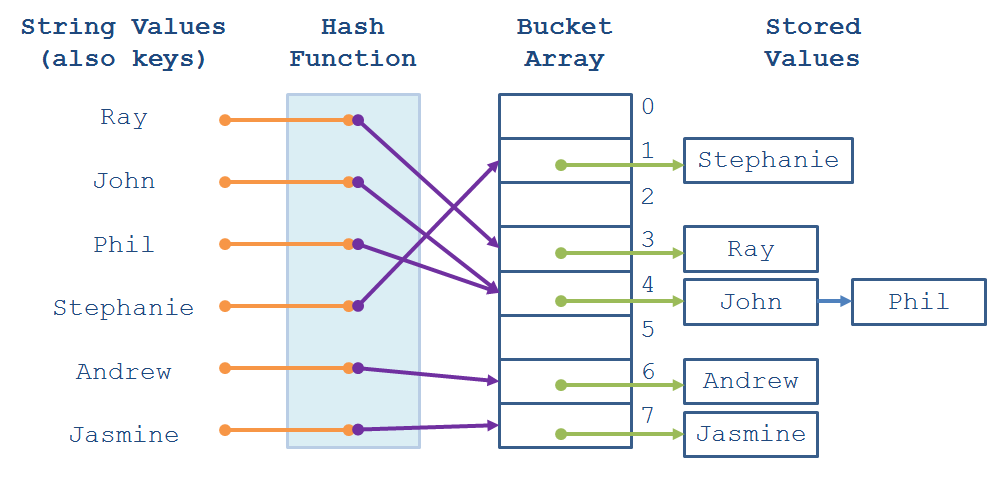 String Values
(also keys)
Hash
Function
Bucket
Array
Stored
Values
Ray
John
Phil
Stephanie
Andrew
Jasmine
0
1
2
3
4
5
6
7
Stephanie
Ray
John
Phil
Andrew
Jasmine